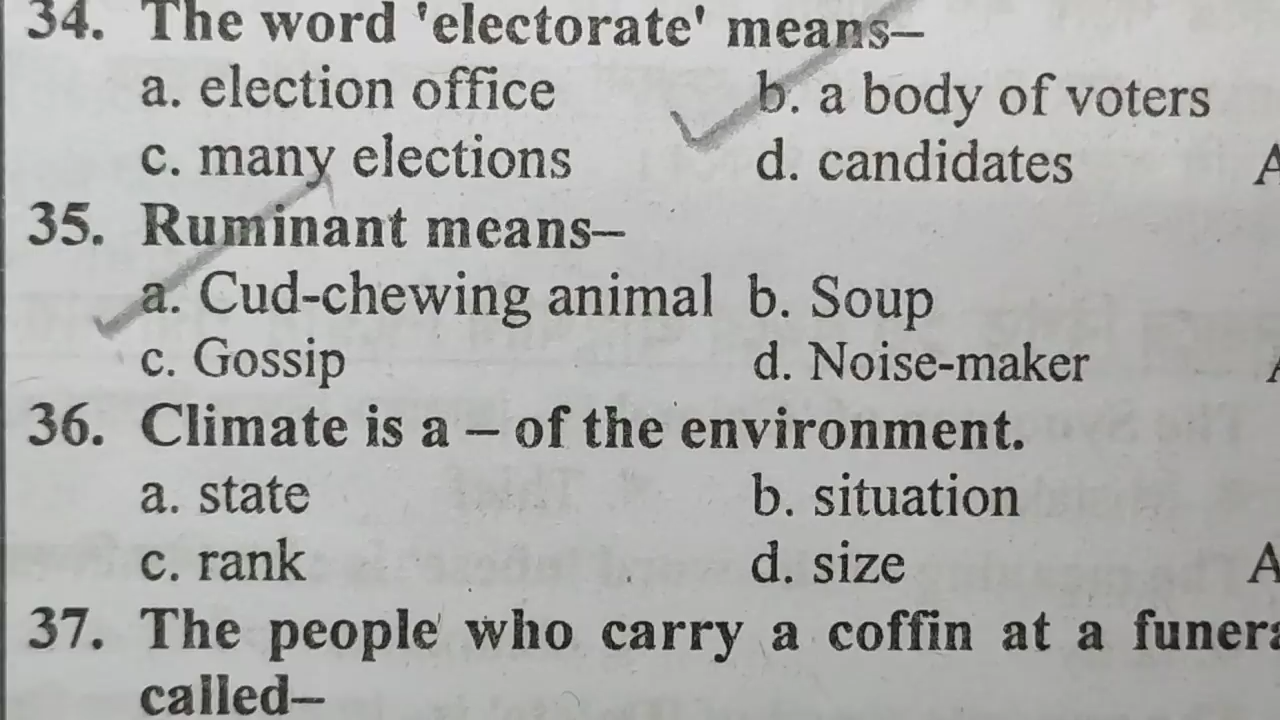 34. The word 'electorate' means–
a. election office b. a body of voters
c. many elections d. candidates
35. Ruminant means–
a. Cud-chewing animal b. Soup
c. Gossip d. Noise-maker
36. Climate is a – of the environment.
a. state b. situation
c. rank d. size
37. The people who carry a coffin at a
called–